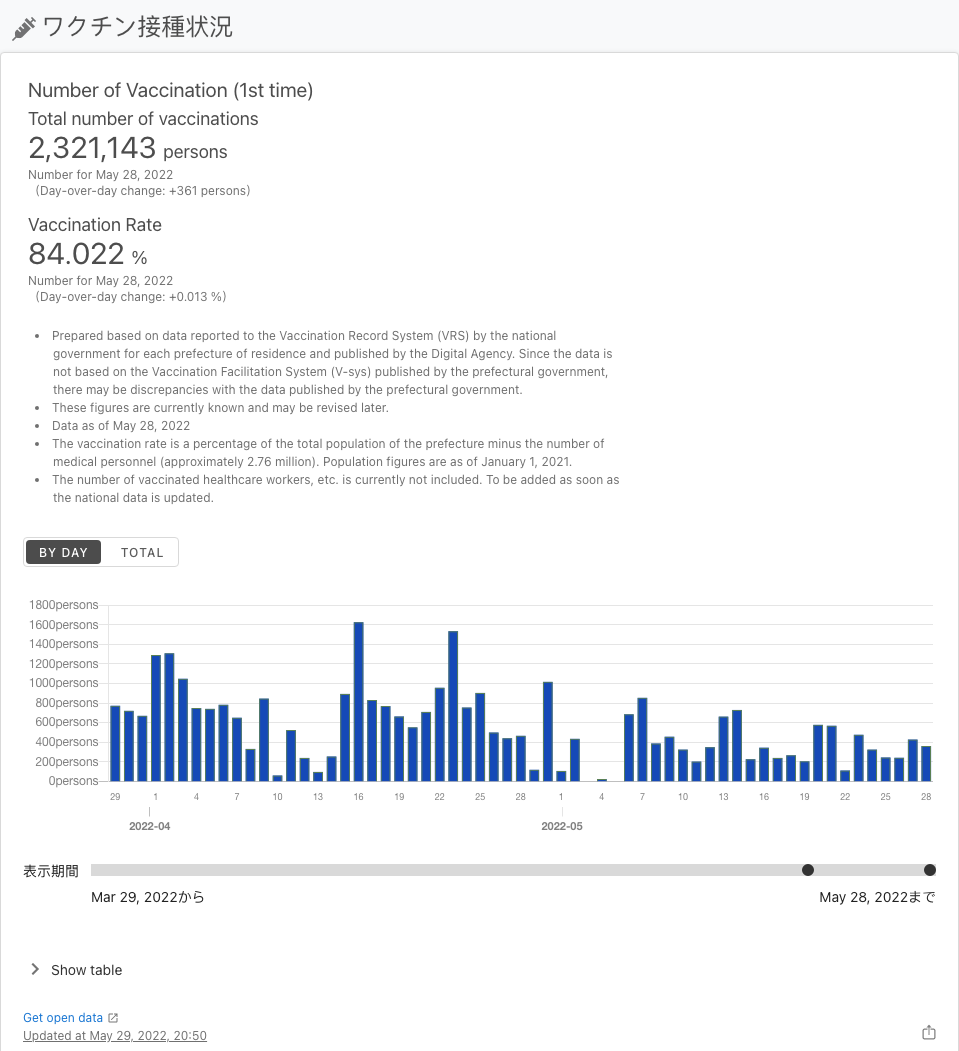 ワクチン接種状況
Number of Vaccination (1st time)
Total number of vaccinations
2,321,143 persons
Number for May 28, 2022
(Day-over-day change: +361 persons)
Vaccination Rate
84.022 %
Number for May 28, 2022
(Day-over-day change: +0.013 %)
• Prepared based on data reported to the Vaccination Record System (VRS) by the national
government for each prefecture of residence and published by the Digital Agency. Since the data is
not based on the Vaccination Facilitation System (V-sys) published by the prefectural government,
there may be discrepancies with the data published by the prefectural government.
• These figures are currently known and may be revised later.
• Data as of May 28, 2022
• The vaccination rate is a percentage of the total population of the prefecture minus the number of
medical personnel (approximately 2.76 million). Population figures are as of January 1, 2021.
• The number of vaccinated healthcare workers, etc. is currently not included. To be added as soon as
the national data is updated.
BY DAY TOTAL
1800persons
1600persons
1400persons
1200persons
1000persons
800persons
600persons
400persons
200persons
0persons
29 1 4 7 10 13 16 19 22 25 28 1 4 7 10 13 16 19 22 25 28
2022-04 2022-05
表示期間
Mar 29, 2022から May 28, 2022まで
Show table
Get open data
Updated at May 29, 2022, 20:50